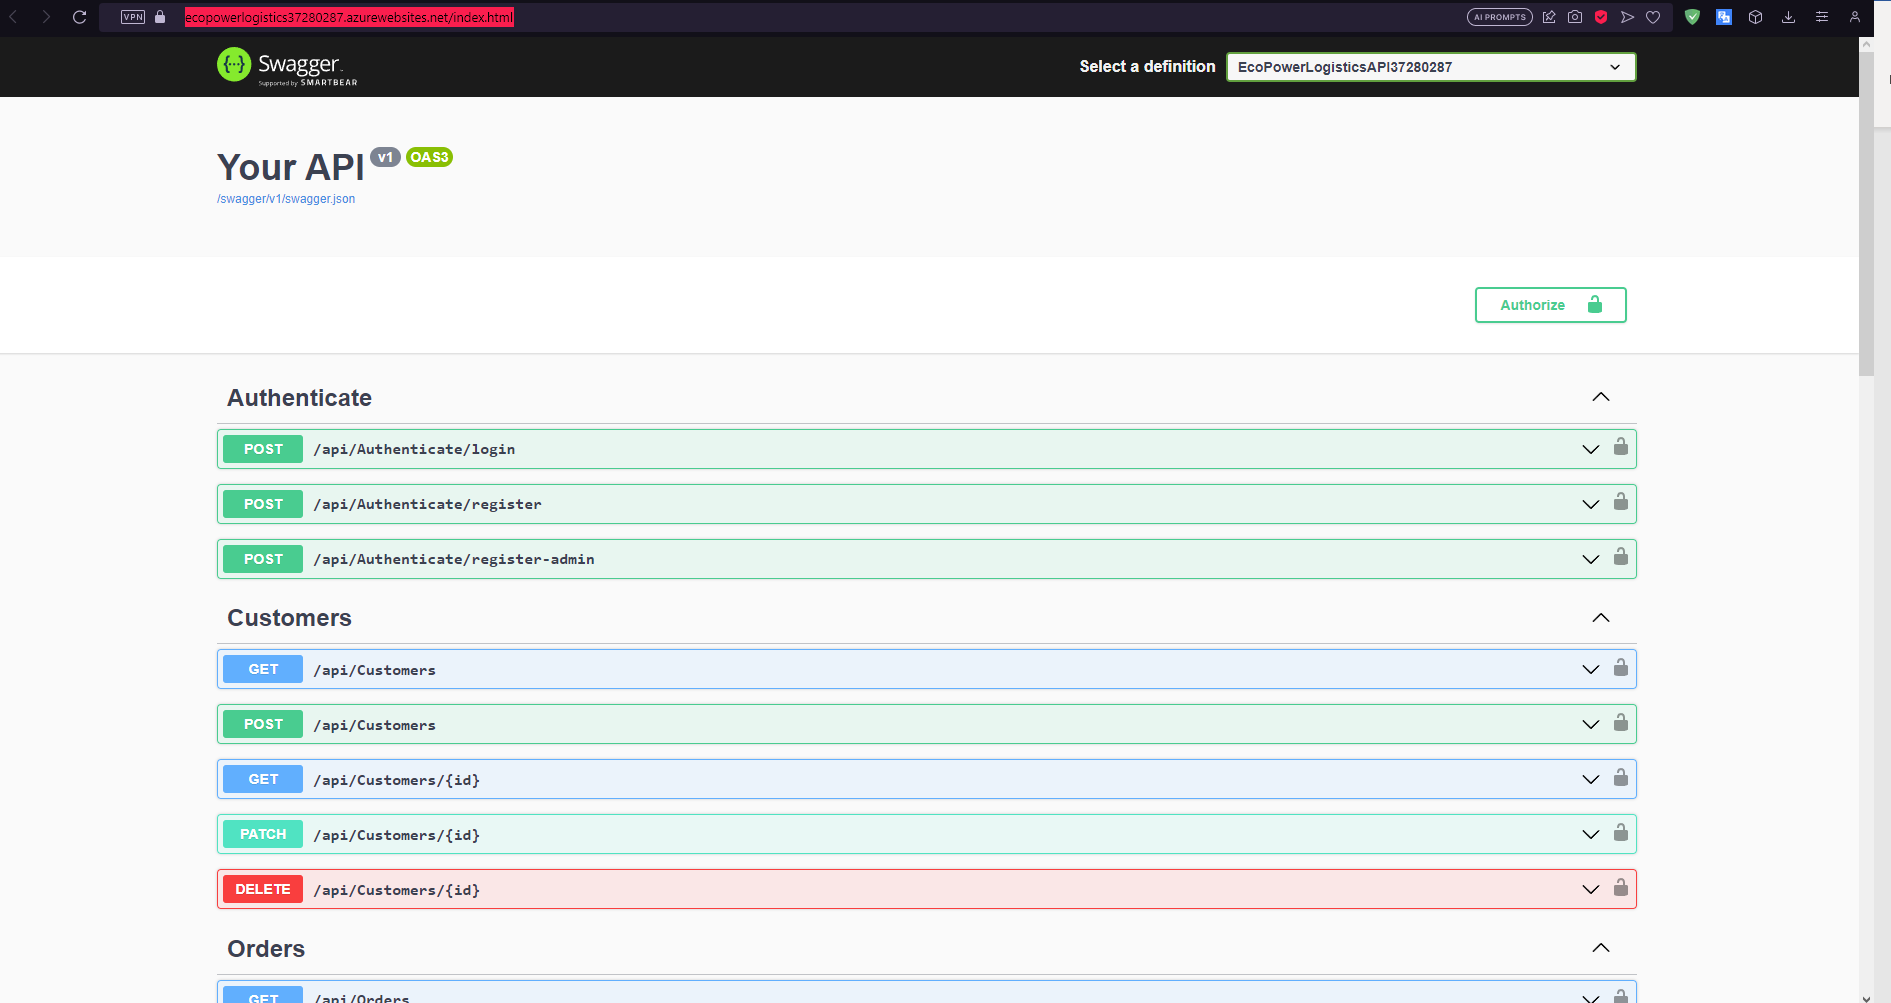 VPN
ecopowerlogistics37280287.azurewebsites.net/index.html
AI PROMPTS
Swagger
Supported by SMARTBEAR
Select a definition
EcoPowerLogisticsAPI37280287
Your API v1 OAS3
/swagger/v1/swagger.json
Authorize
Authenticate
POST /api/Authenticate/login
POST /api/Authenticate/register
POST /api/Authenticate/register-admin
Customers
GET /api/Customers
POST /api/Customers
GET /api/Customers/{id}
PATCH /api/Customers/{id}
DELETE /api/Customers/{id}
Orders
GET /api/Orders